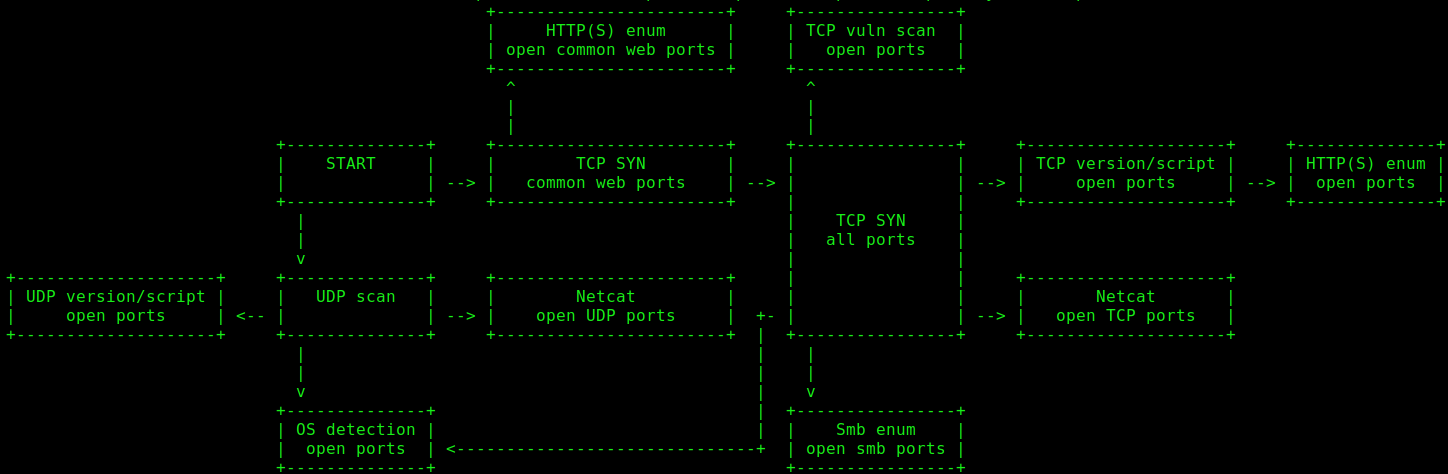 HTTP(S) enum
open common web ports
TCP vuln scan
open ports
START
TCP SYN
common web ports
TCP SYN
all ports
TCP version/script
open ports
HTTP(S) enum
open ports
UDP version/script
open ports
UDP scan
Netcat
open UDP ports
Netcat
open TCP ports
OS detection
open ports
Smb enum
open smb ports